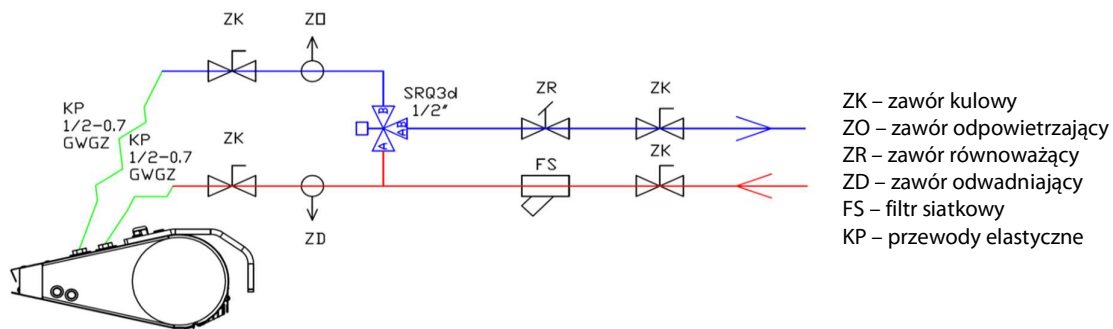 ZK
ZO
SRQ3d
1/2"
B
AB
A
ZR
ZK
KP
1/2-0.7
GWGZ
KP
1/2-0.7
GWGZ
ZK
ZD
FS
ZK
ZK – zawór kulowy
ZO – zawór odpowietrzający
ZR – zawór równoważący
ZD – zawór odwadniający
FS – filtr siatkowy
KP – przewody elastyczne